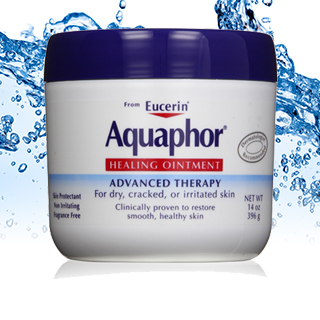 From Eucerin®
Aquaphor®
HEALING OINTMENT
ADVANCED THERAPY
For dry, cracked, or irritated skin
Clinically proven to restore
smooth, healthy skin
Skin Protectant
Non Irritating
Fragrance Free
NET WT
14 oz
396 g